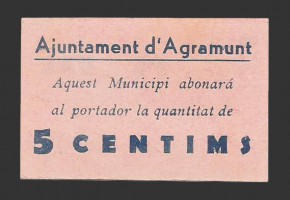 Ajuntament d'Agramunt
Aquest Municipi abonará
al portador la quantitat de
5 CENTIMS